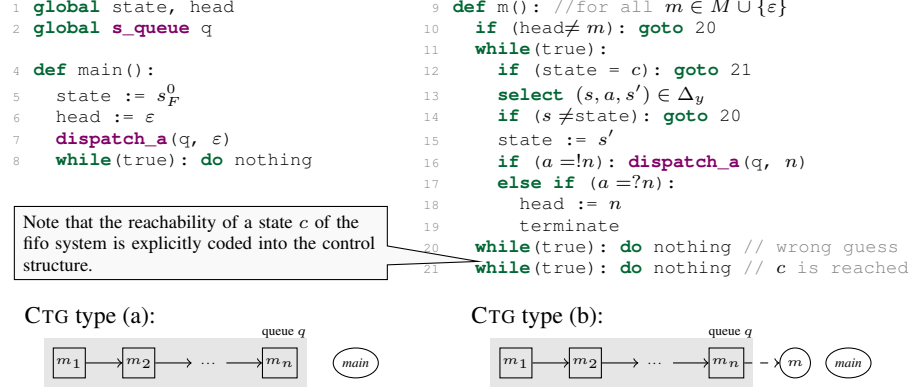 1 global state, head
2 global s_queue q
4 def main():
5 state := s⁰_F
6 head := ε
7 dispatch_a(q, ε)
8 while(true): do nothing
9 def m(): //for all m ∈ M ∪ {ε}
10 if (head≠ m): goto 20
11 while(true):
12 if (state = c): goto 21
13 select (s, a, s′) ∈ Δ_y
14 if (s ≠state): goto 20
15 state := s′
16 if (a =!n): dispatch_a(q, n)
17 else if (a =?n):
18 head := n
19 terminate
20 while(true): do nothing // wrong guess
21 while(true): do nothing // c is reached
Note that the reachability of a state c of the
fifo system is explicitly coded into the control
structure.
CTG type (a):
queue q
m₁ m₂ ··· mₙ main
CTG type (b):
queue q
m₁ m₂ ··· mₙ m main